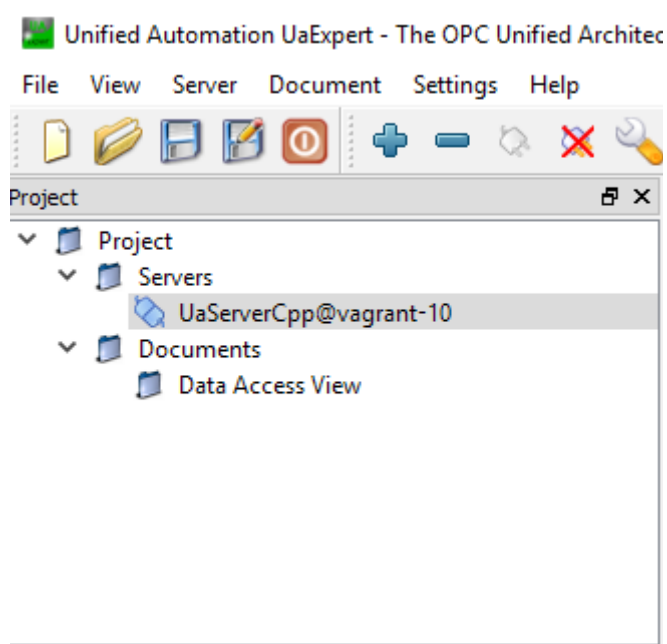 Unified Automation UaExpert - The OPC Unified Architec
File View Server Document Settings Help
Project
Project
Servers
UaServerCpp@vagrant-10
Documents
Data Access View